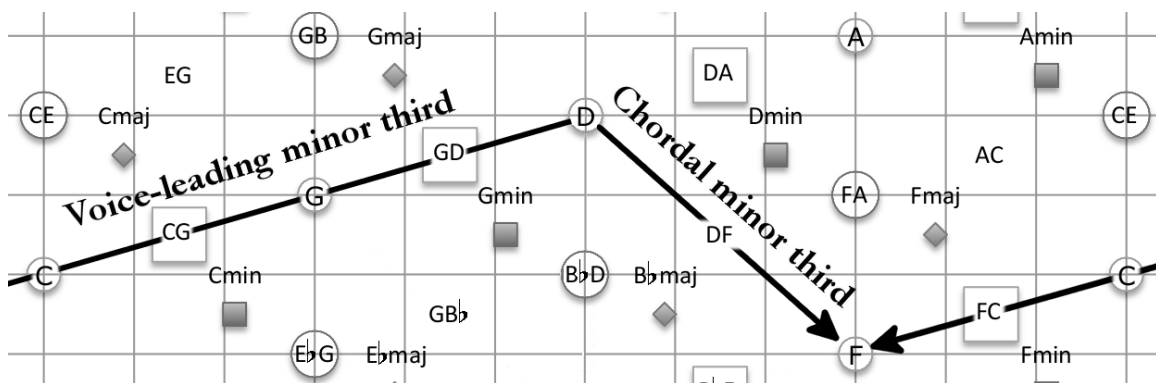 GB Gmaj A Amin
EG DA
CE Cmaj D Dmin CE
Voice-leading minor third
Chordal minor third
GD AC
G Gmin FA Fmaj
CG DF
C Cmin B♭D B♭maj C
GB♭ FC
E♭G E♭maj F Fmin